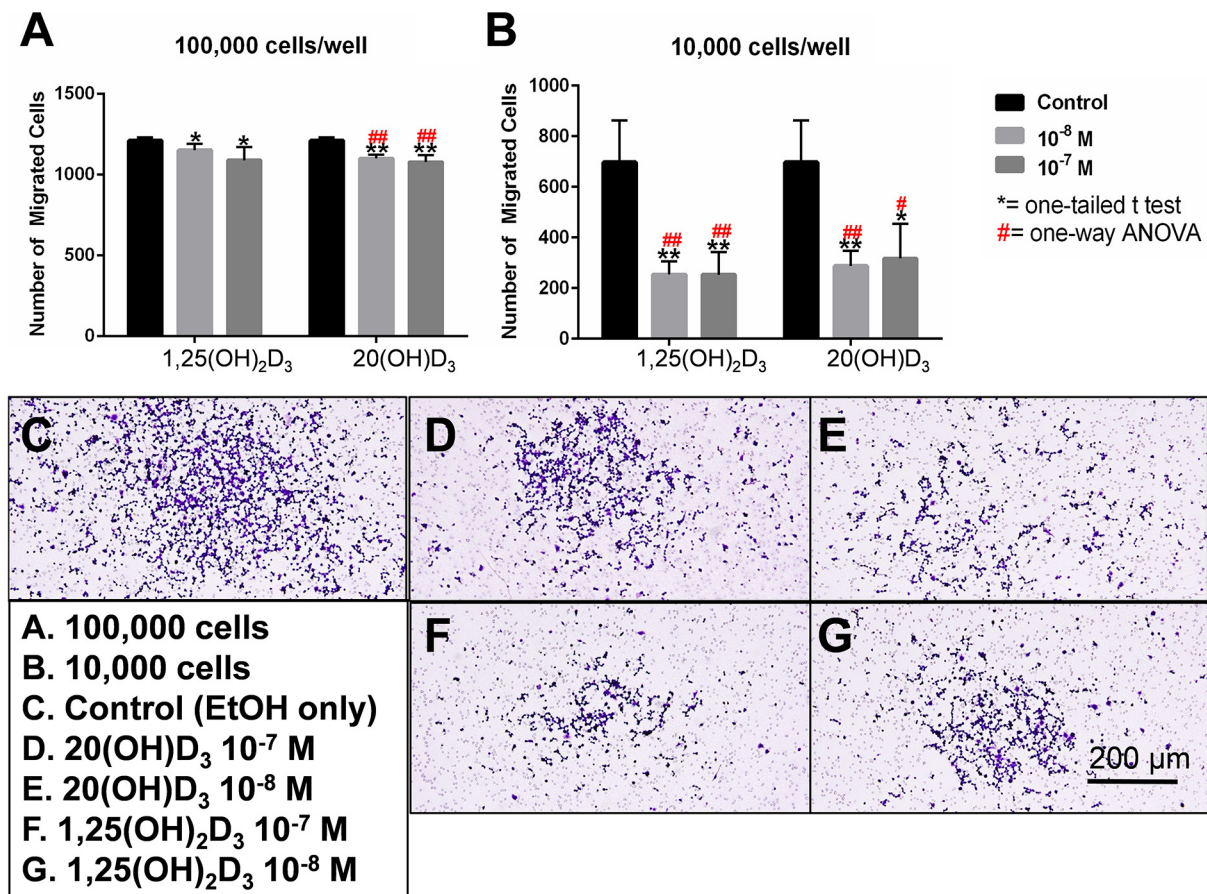 A
100,000 cells/well
Number of Migrated Cells
1500
1000
500
0
*
*
##
**
##
**
1,25(OH)₂D₃
20(OH)D₃
B
10,000 cells/well
Number of Migrated Cells
1000
800
600
400
200
0
##
**
##
**
##
**
#
*
1,25(OH)₂D₃
20(OH)D₃
Control
10⁻⁸ M
10⁻⁷ M
*= one-tailed t test
#= one-way ANOVA
C
D
E
F
G
200 µm
A. 100,000 cells
B. 10,000 cells
C. Control (EtOH only)
D. 20(OH)D₃ 10⁻⁷ M
E. 20(OH)D₃ 10⁻⁸ M
F. 1,25(OH)₂D₃ 10⁻⁷ M
G. 1,25(OH)₂D₃ 10⁻⁸ M